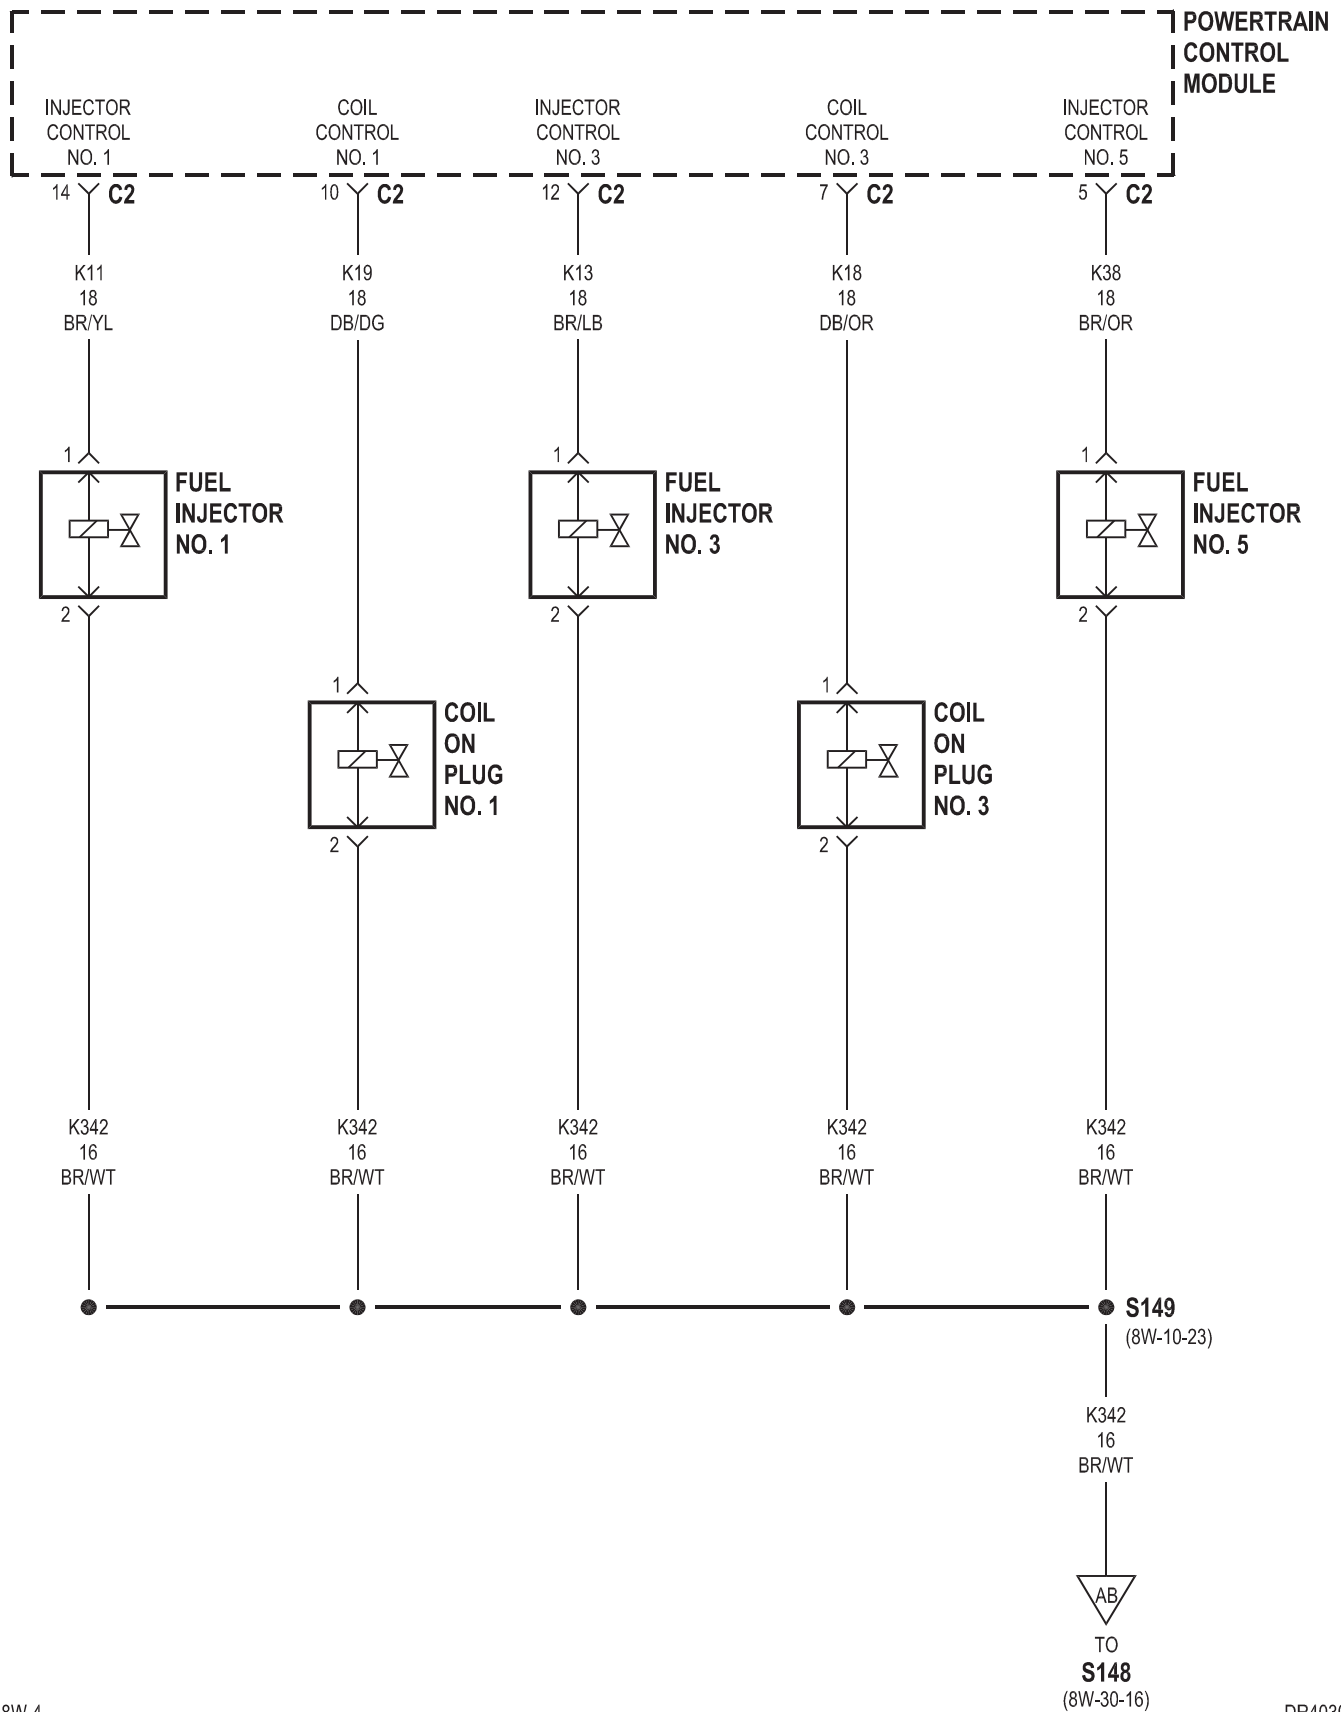 POWERTRAIN
CONTROL
MODULE
INJECTOR
CONTROL
NO. 1
COIL
CONTROL
NO. 1
INJECTOR
CONTROL
NO. 3
COIL
CONTROL
NO. 3
INJECTOR
CONTROL
NO. 5
14 C2
10 C2
12 C2
7 C2
5 C2
K11
18
BR/YL
K19
18
DB/DG
K13
18
BR/LB
K18
18
DB/OR
K38
18
BR/OR
1
FUEL
INJECTOR
NO. 1
2
1
FUEL
INJECTOR
NO. 3
2
1
FUEL
INJECTOR
NO. 5
2
1
COIL
ON
PLUG
NO. 1
2
1
COIL
ON
PLUG
NO. 3
2
K342
16
BR/WT
K342
16
BR/WT
K342
16
BR/WT
K342
16
BR/WT
K342
16
BR/WT
S149
(8W-10-23)
K342
16
BR/WT
AB
TO
S148
(8W-30-16)